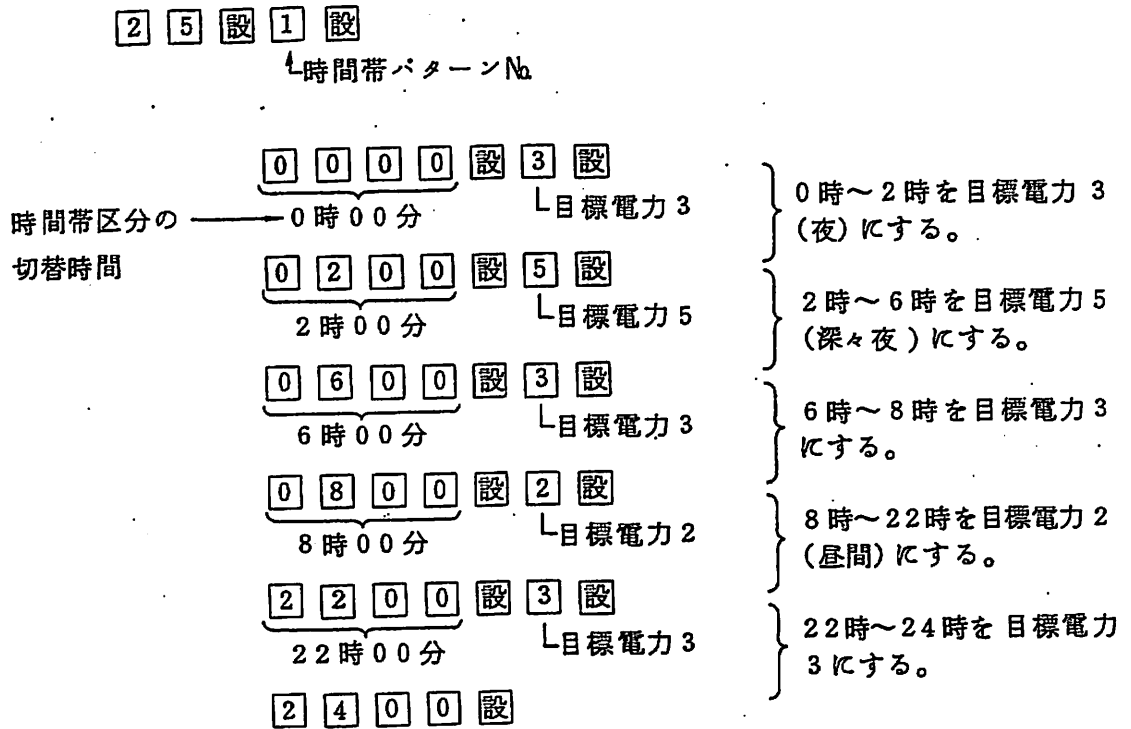 2 5 設 1 設
時間帯パターン№
0 0 0 0 設 3 設
時間帯区分の
切替時間
0時00分
目標電力3
0時~2時を目標電力3
(夜)にする。
0 2 0 0 設 5 設
2時00分
目標電力5
2時~6時を目標電力5
(深々夜)にする。
0 6 0 0 設 3 設
6時00分
目標電力3
6時~8時を目標電力3
にする。
0 8 0 0 設 2 設
8時00分
目標電力2
8時~22時を目標電力2
(昼間)にする。
2 2 0 0 設 3 設
22時00分
目標電力3
22時~24時を目標電力
3にする。
2 4 0 0 設